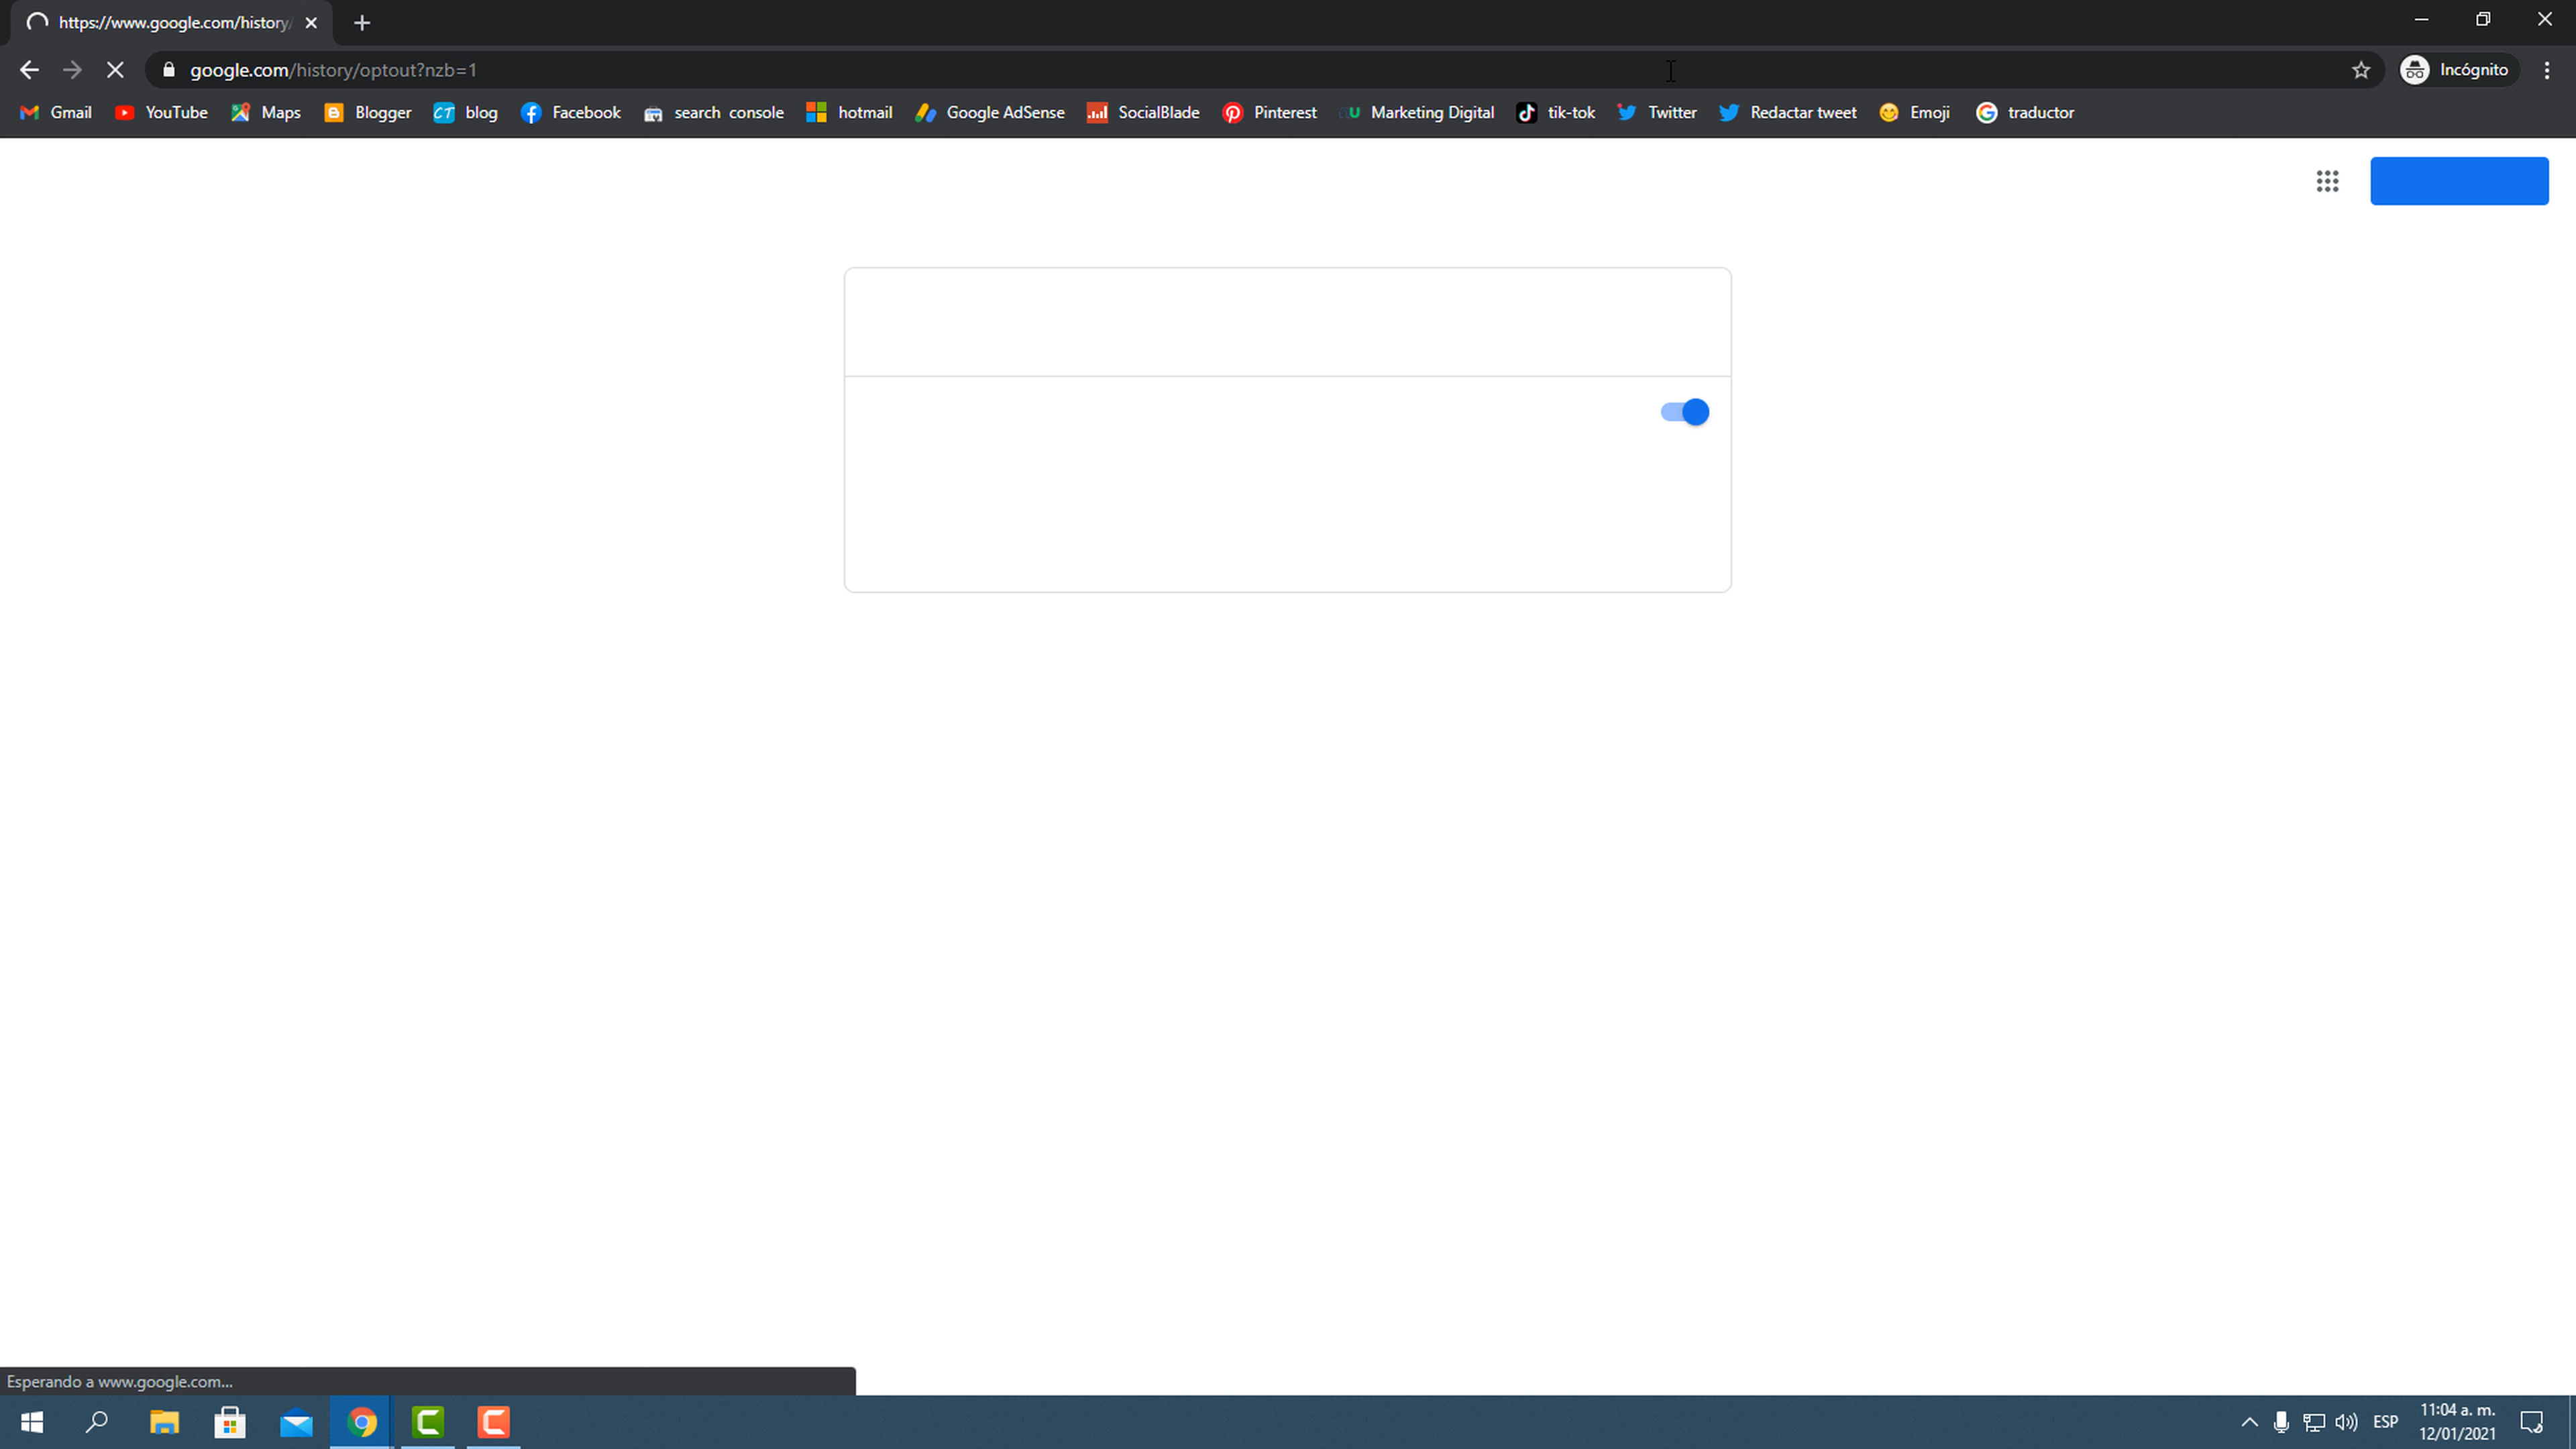 https://www.google.com/history/
google.com/history/optout?nzb=1
Incógnito
Gmail YouTube Maps Blogger blog Facebook search console hotmail Google AdSense SocialBlade Pinterest Marketing Digital tik-tok Twitter Redactar tweet Emoji traductor
Esperando a www.google.com...
ESP
11:04 a. m.
12/01/2021